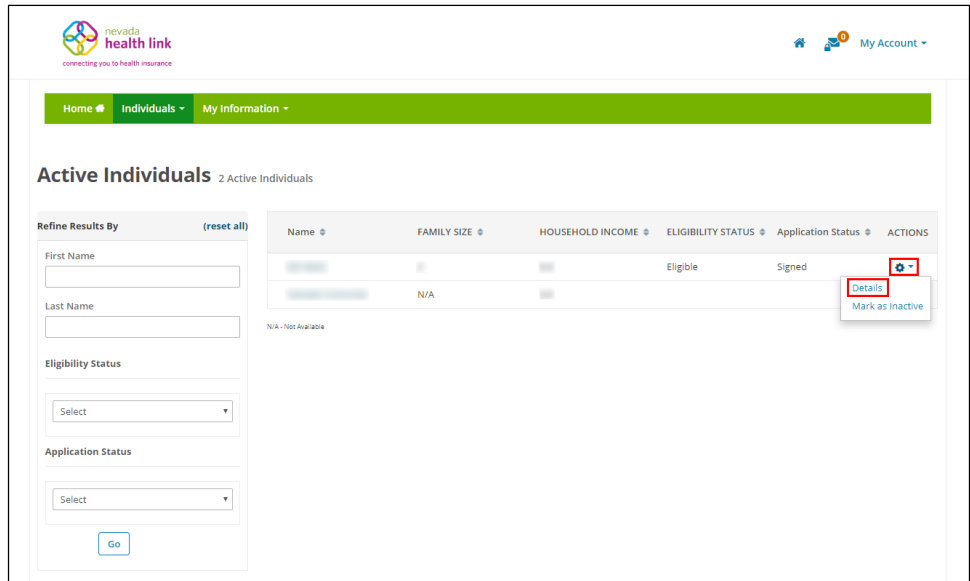 nevada
health link
connecting you to health insurance
0
My Account
Home Individuals My Information
Active Individuals 2 Active Individuals
Refine Results By (reset all)
First Name
Last Name
Eligibility Status
Select
Application Status
Select
Go
Name FAMILY SIZE HOUSEHOLD INCOME ELIGIBILITY STATUS Application Status ACTIONS
Eligible Signed
Details
N/A
Mark as Inactive
N/A - Not Available